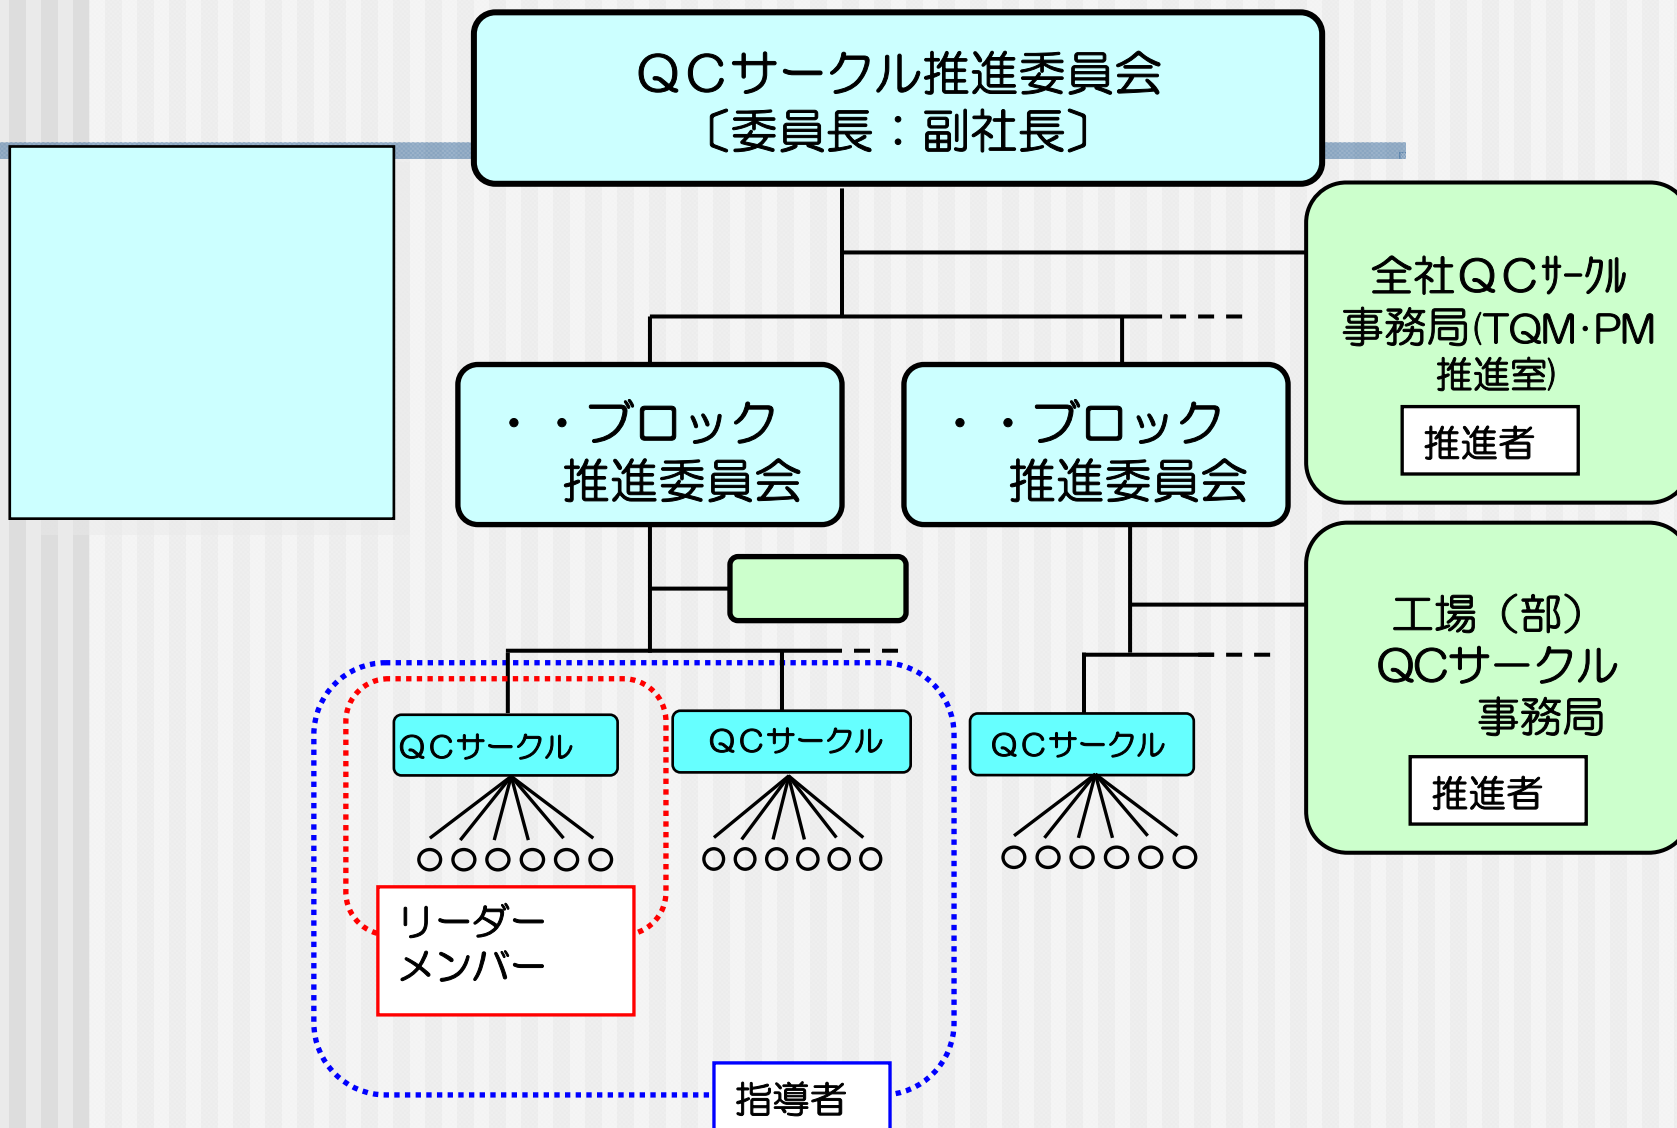 ＱＣサークル推進委員会
〔委員長：副社長〕
全社ＱＣｻｰｸﾙ
事務局(TQM･PM
推進室)
推進者
・・ブロック
推進委員会
・・ブロック
推進委員会
工場（部）
QCサークル
事務局
推進者
ＱＣサークル
ＱＣサークル
ＱＣサークル
リーダー
メンバー
指導者